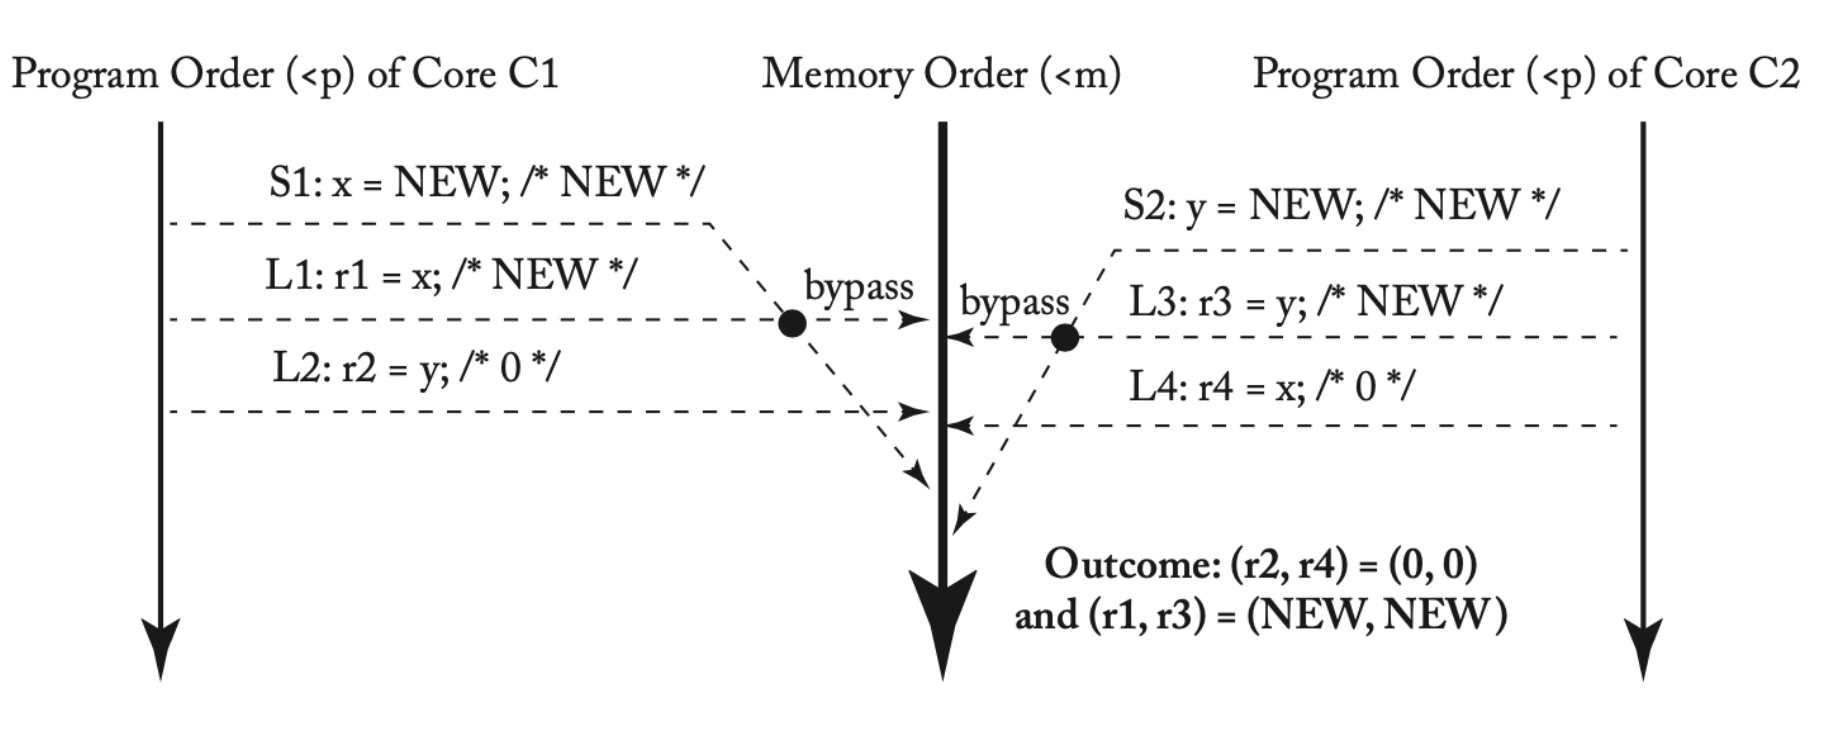 Program Order (<p) of Core C1
Memory Order (<m)
Program Order (<p) of Core C2
S1: x = NEW; /* NEW */
L1: r1 = x; /* NEW */
L2: r2 = y; /* 0 */
bypass
bypass
S2: y = NEW; /* NEW */
L3: r3 = y; /* NEW */
L4: r4 = x; /* 0 */
Outcome: (r2, r4) = (0, 0)
and (r1, r3) = (NEW, NEW)